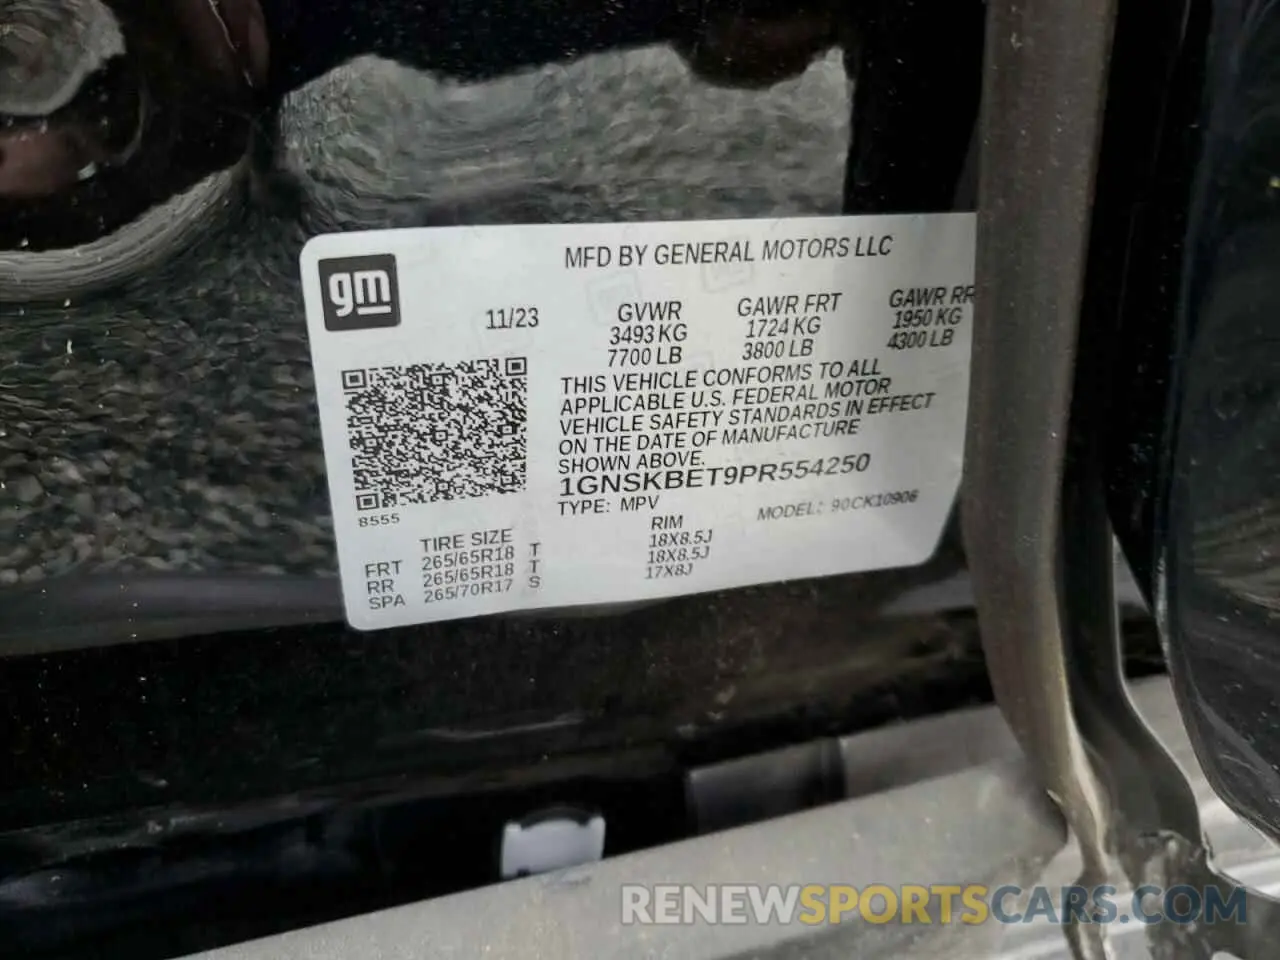 gm
MFD BY GENERAL MOTORS LLC
11/23 GVWR GAWR FRT GAWR RR
3493 KG 1724 KG 1950 KG
7700 LB 3800 LB 4300 LB
THIS VEHICLE CONFORMS TO ALL
APPLICABLE U.S. FEDERAL MOTOR
VEHICLE SAFETY STANDARDS IN EFFECT
ON THE DATE OF MANUFACTURE
SHOWN ABOVE.
1GNSKBET9PR554250
TYPE: MPV MODEL: 90CK10906
8555
TIRE SIZE RIM
FRT 265/65R18 T 18X8.5J
RR 265/65R18 T 18X8.5J
SPA 265/70R17 S 17X8J
RENEWSPORTSCARS.COM